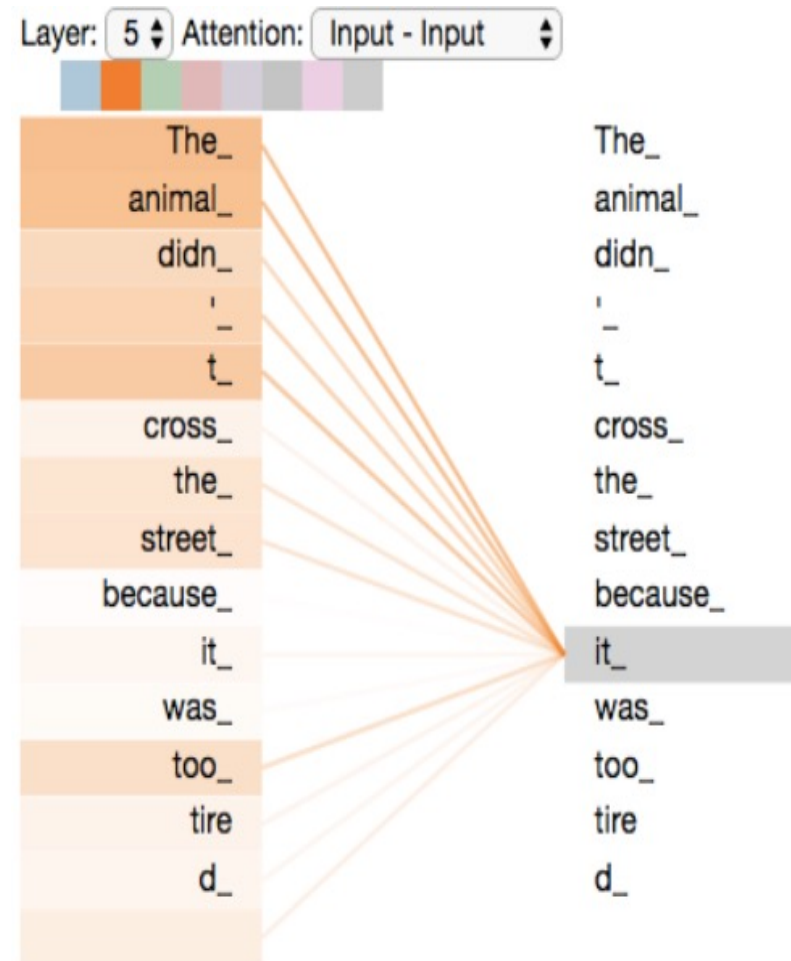 Layer: 5 Attention: Input - Input
The_ The_
animal_ animal_
didn_ didn_
'_ '_
t_ t_
cross_ cross_
the_ the_
street_ street_
because_ because_
it_ it_
was_ was_
too_ too_
tire tire
d_ d_